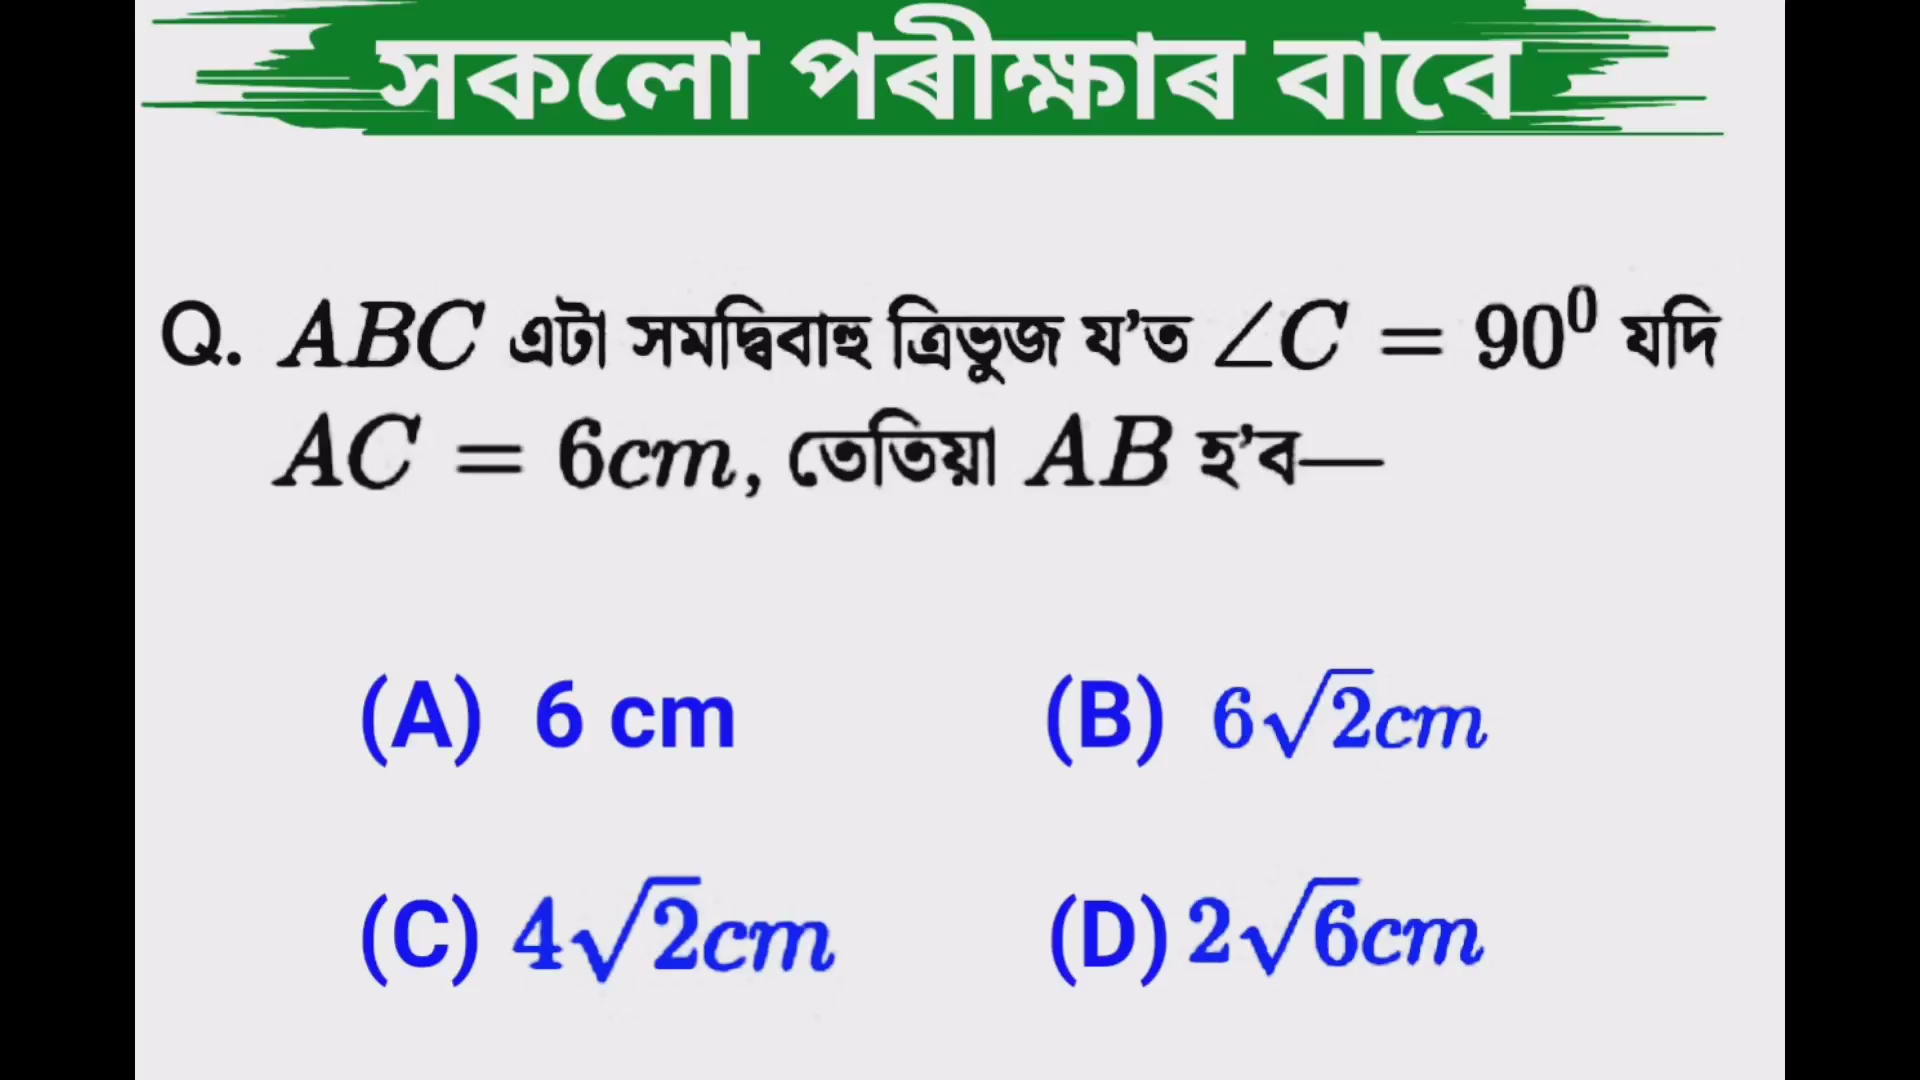 সকলো পৰীক্ষাৰ বাবে
Q. ABC এটা সমদ্বিবাহু ত্ৰিভুজ য'ত ∠C = 90⁰ যদি
AC = 6cm, তেতিয়া AB হ'ব—
(A) 6 cm (B) 6√2cm
(C) 4√2cm (D) 2√6cm